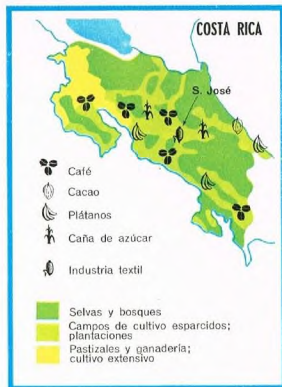 COSTA RICA
S. José
Café
Cacao
Plátanos
Caña de azúcar
Industria textil
Selvas y bosques
Campos de cultivo esparcidos;
plantaciones
Pastizales y ganadería;
cultivo extensivo